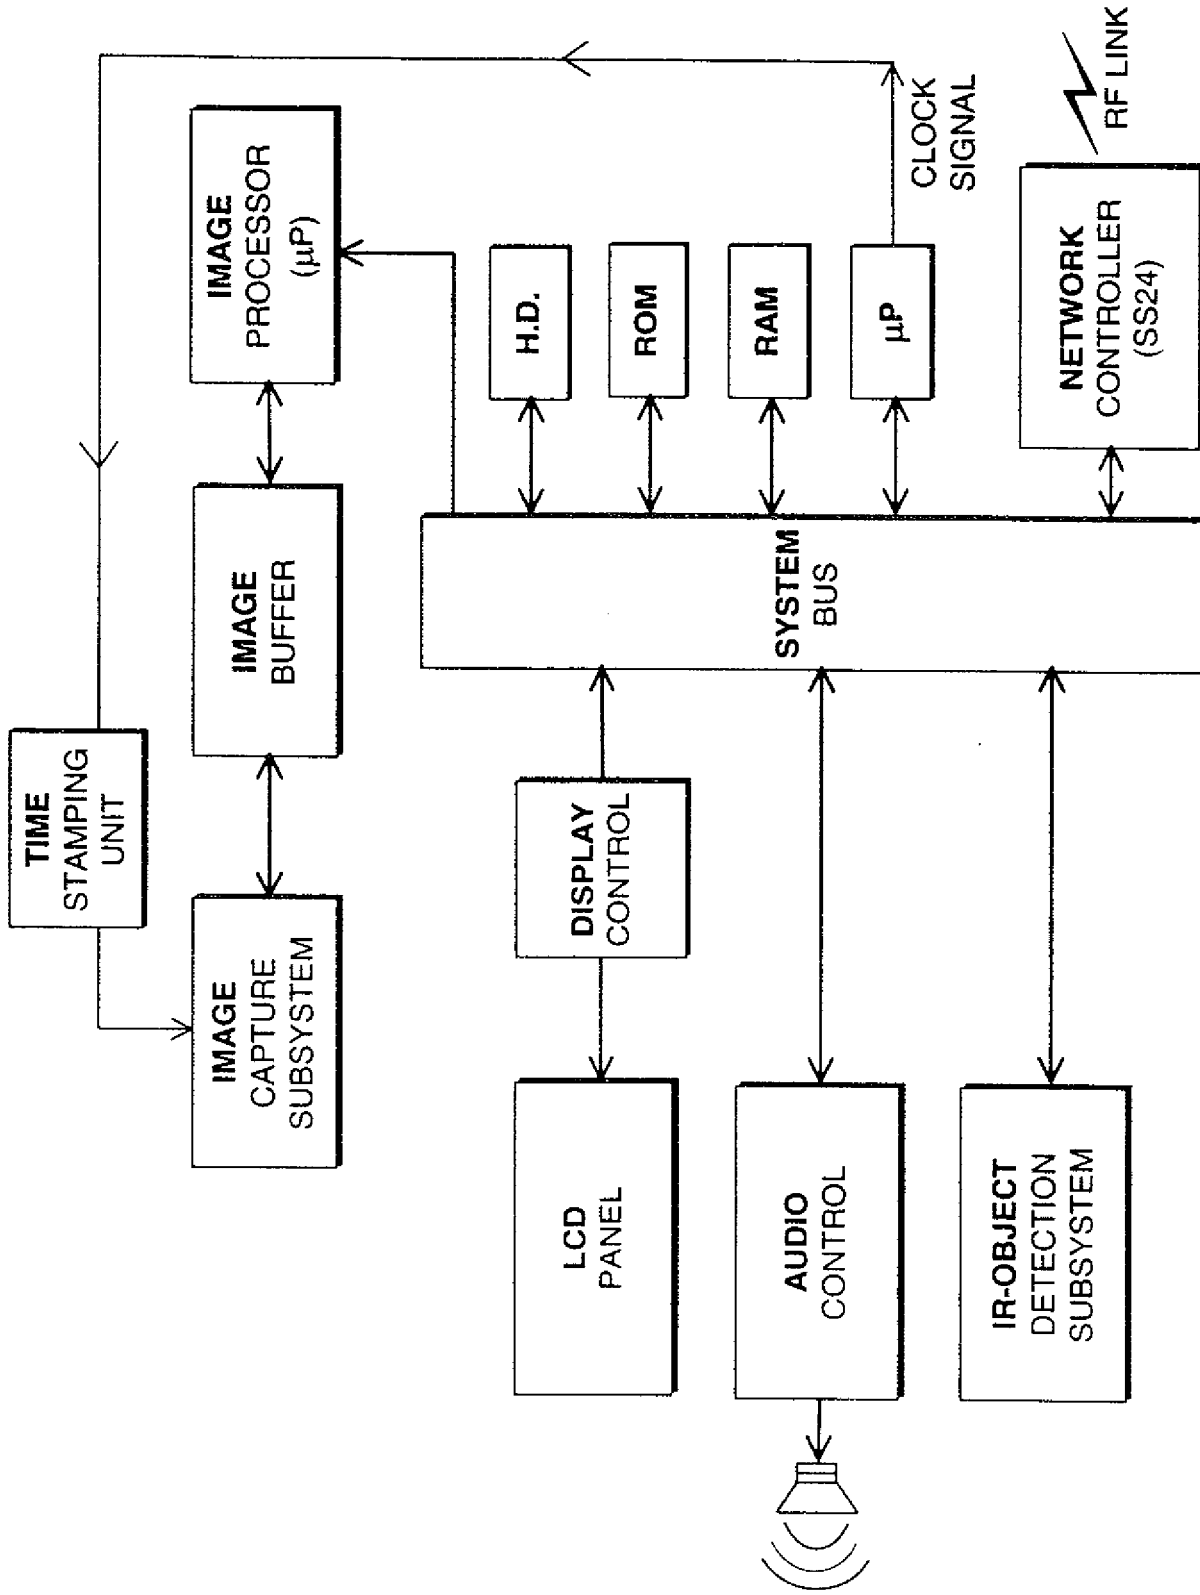 TIME
STAMPING
UNIT
IMAGE
CAPTURE
SUBSYSTEM
IMAGE
BUFFER
IMAGE
PROCESSOR
(µP)
LCD
PANEL
DISPLAY
CONTROL
H.D.
ROM
AUDIO
CONTROL
SYSTEM
BUS
RAM
µP
CLOCK
SIGNAL
IR-OBJECT
DETECTION
SUBSYSTEM
NETWORK
CONTROLLER
(SS24)
RF LINK